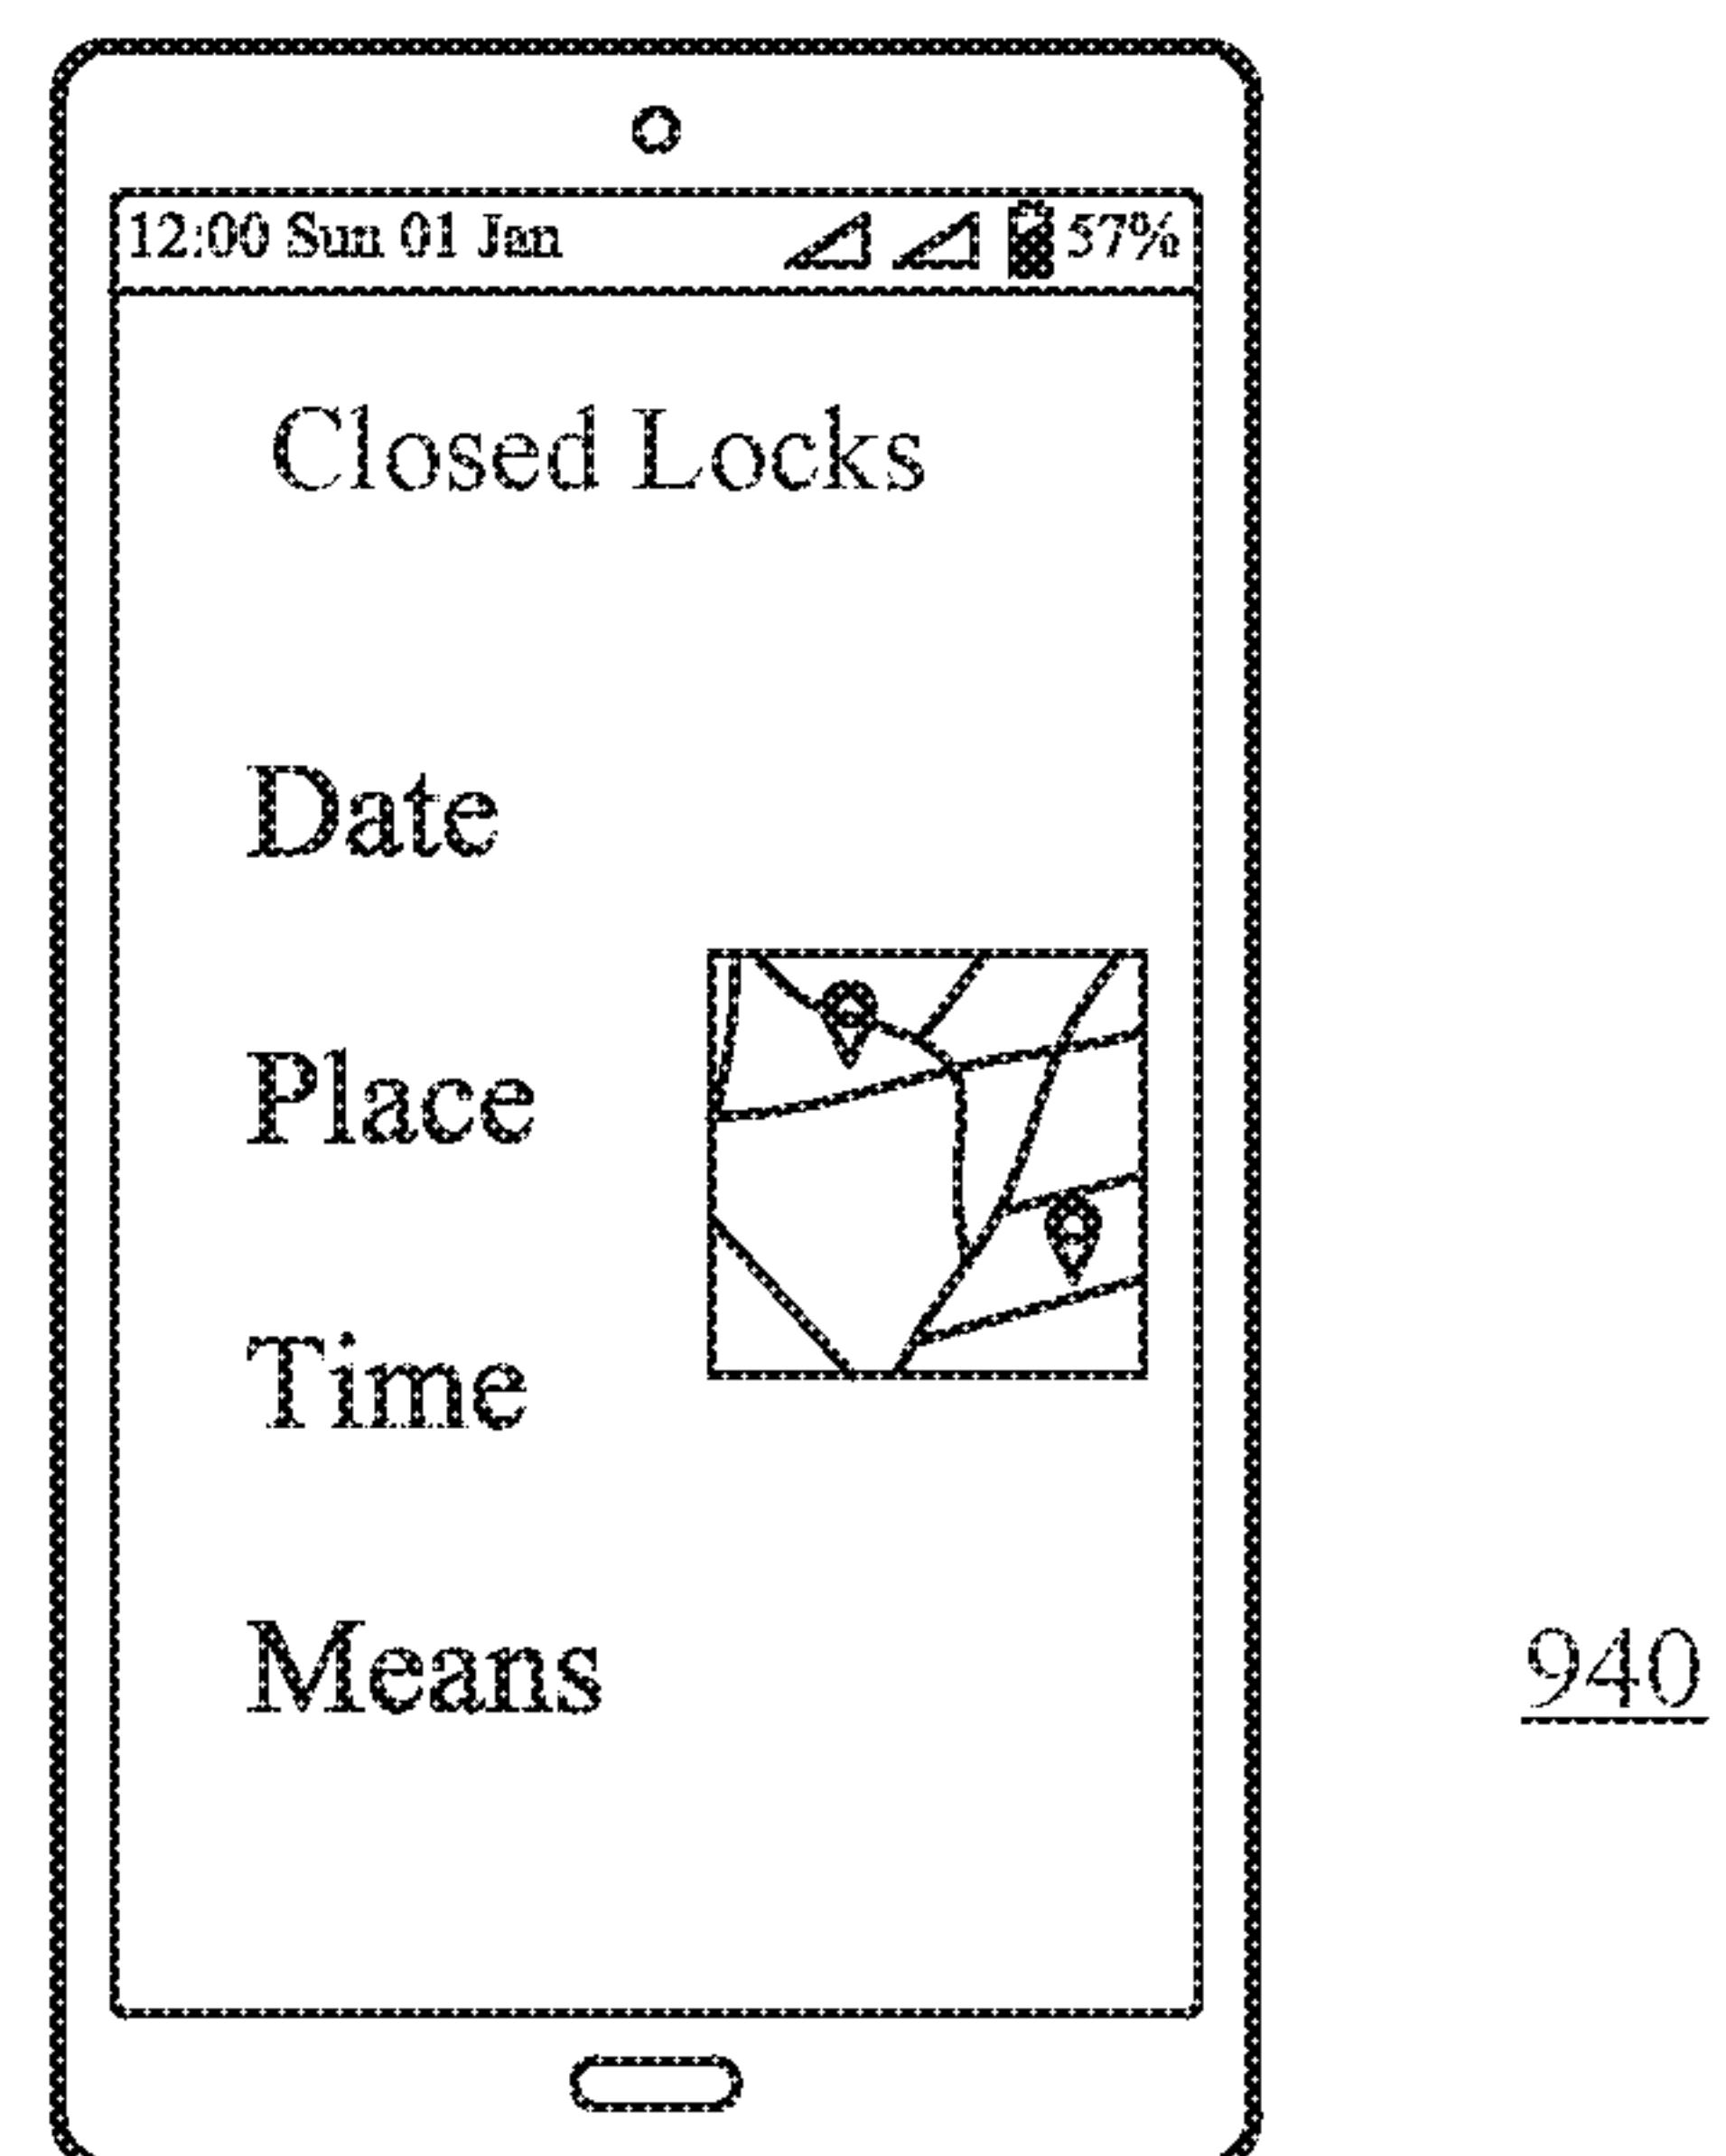 12:00 Sun 01 Jan 57%
Closed Locks
Date
Place
Time
Means
940